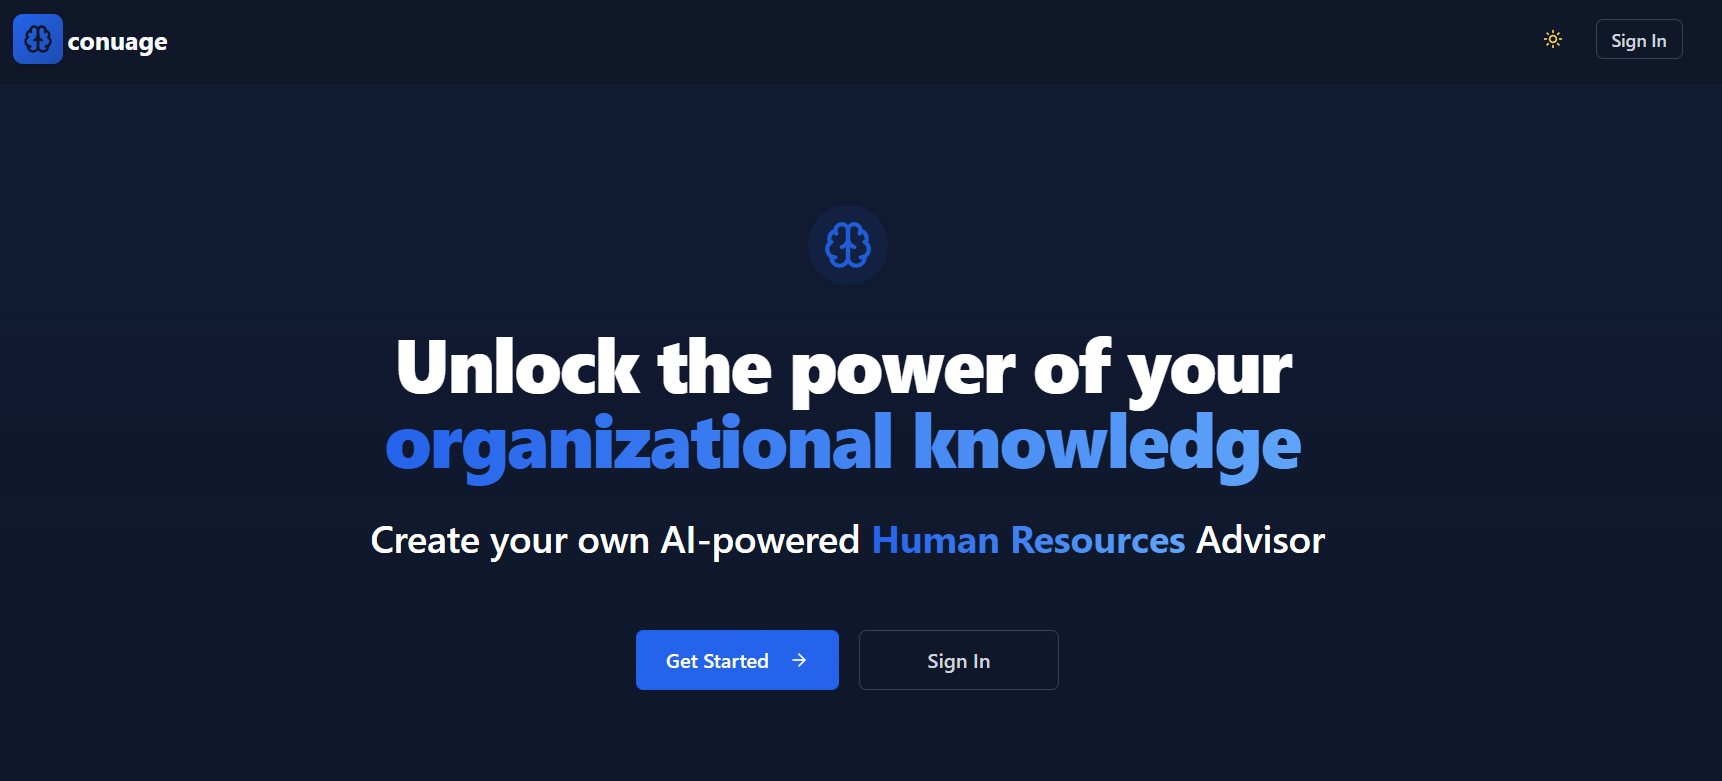 conuage
Sign In
Unlock the power of your
organizational knowledge
Create your own AI-powered Human Resources Advisor
Get Started
Sign In